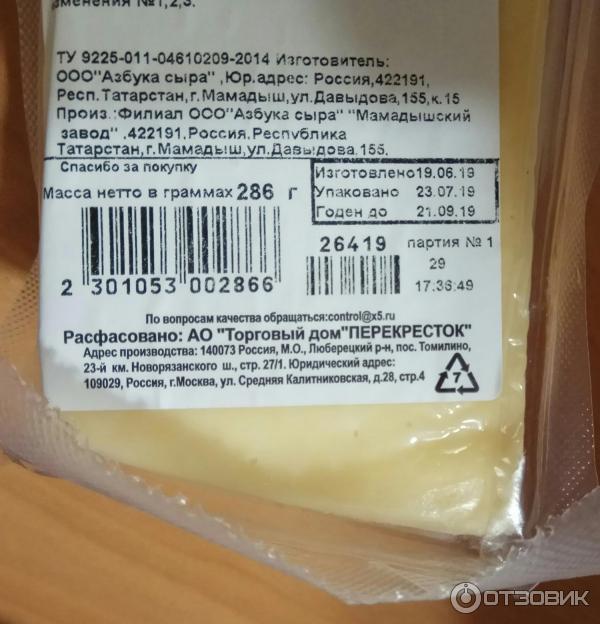 зменения №1,2,3.
ТУ 9225-011-04610209-2014 Изготовитель:
ООО"Азбука сыра" ,Юр.адрес: Россия,422191,
Респ.Татарстан,г.Мамадыш,ул.Давыдова,155,к.15
Произ.:Филиал ООО"Азбука сыра" "Мамадышский
завод" ,422191,Россия,Республика
Татарстан,г.Мамадыш,ул.Давыдова,155.
Спасибо за покупку
Масса нетто в граммах 286 г
Изготовлено 19.06.19
Упаковано 23.07.19
Годен до 21.09.19
2 301053 002866
26419 партия № 1
29
17:36:49
По вопросам качества обращаться:control@x5.ru
Расфасовано: АО "Торговый дом"ПЕРЕКРЕСТОК"
Адрес производства: 140073 Россия, М.О., Люберецкий р-н, пос. Томилино,
23-й км. Новорязанского ш., стр. 27/1. Юридический адрес:
109029, Россия, г.Москва, ул. Средняя Калитниковская, д.28, стр.4
7
ОТЗОВИК